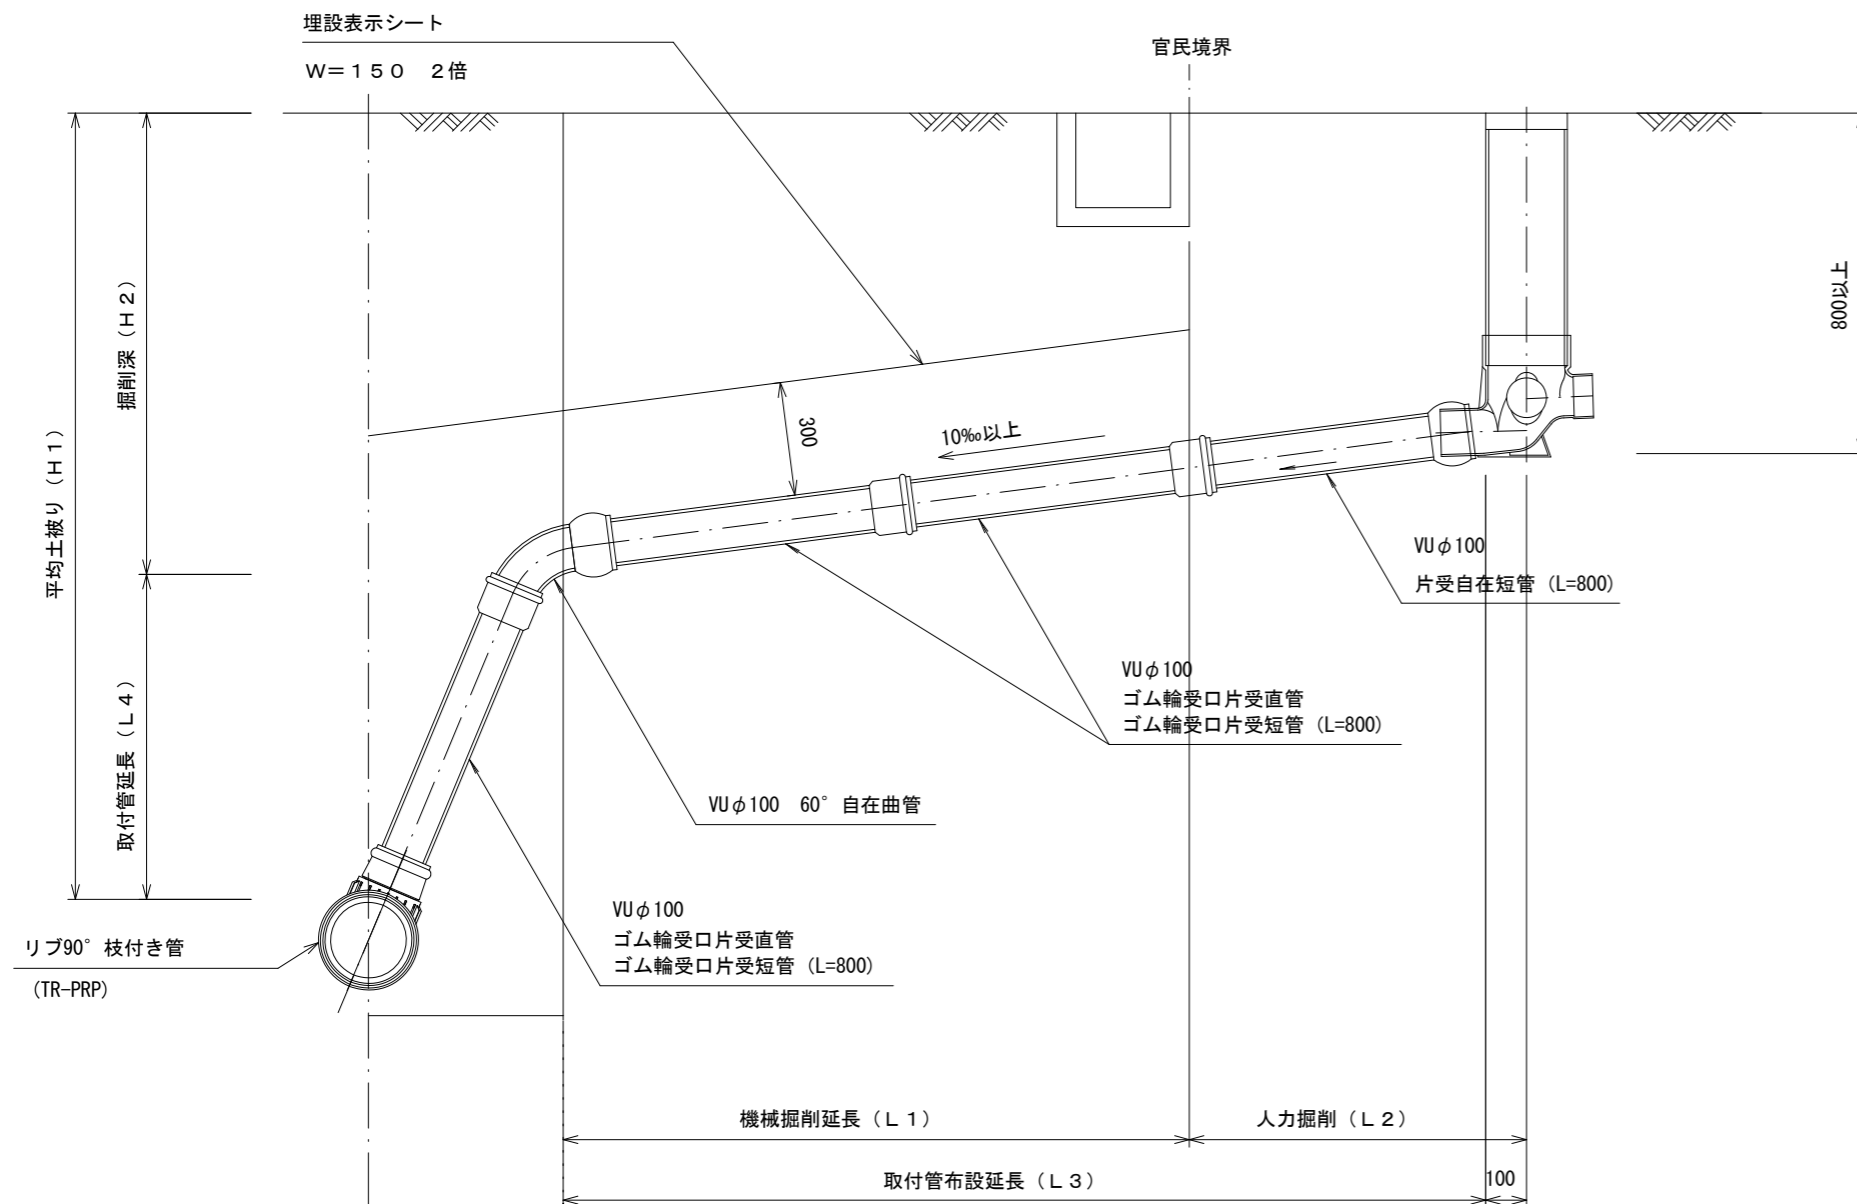 埋設表示シート
W=150 2倍
官民境界
平均土被り(H1)
掘削深(H2)
取付管延長(L4)
800以上
300
10‰以上
VUφ100
片受自在短管(L=800)
VUφ100
ゴム輪受口片受直管
ゴム輪受口片受短管(L=800)
VUφ100 60°自在曲管
VUφ100
ゴム輪受口片受直管
ゴム輪受口片受短管(L=800)
リブ90°枝付き管
(TR-PRP)
機械掘削延長(L1)
人力掘削(L2)
取付管布設延長(L3)
100